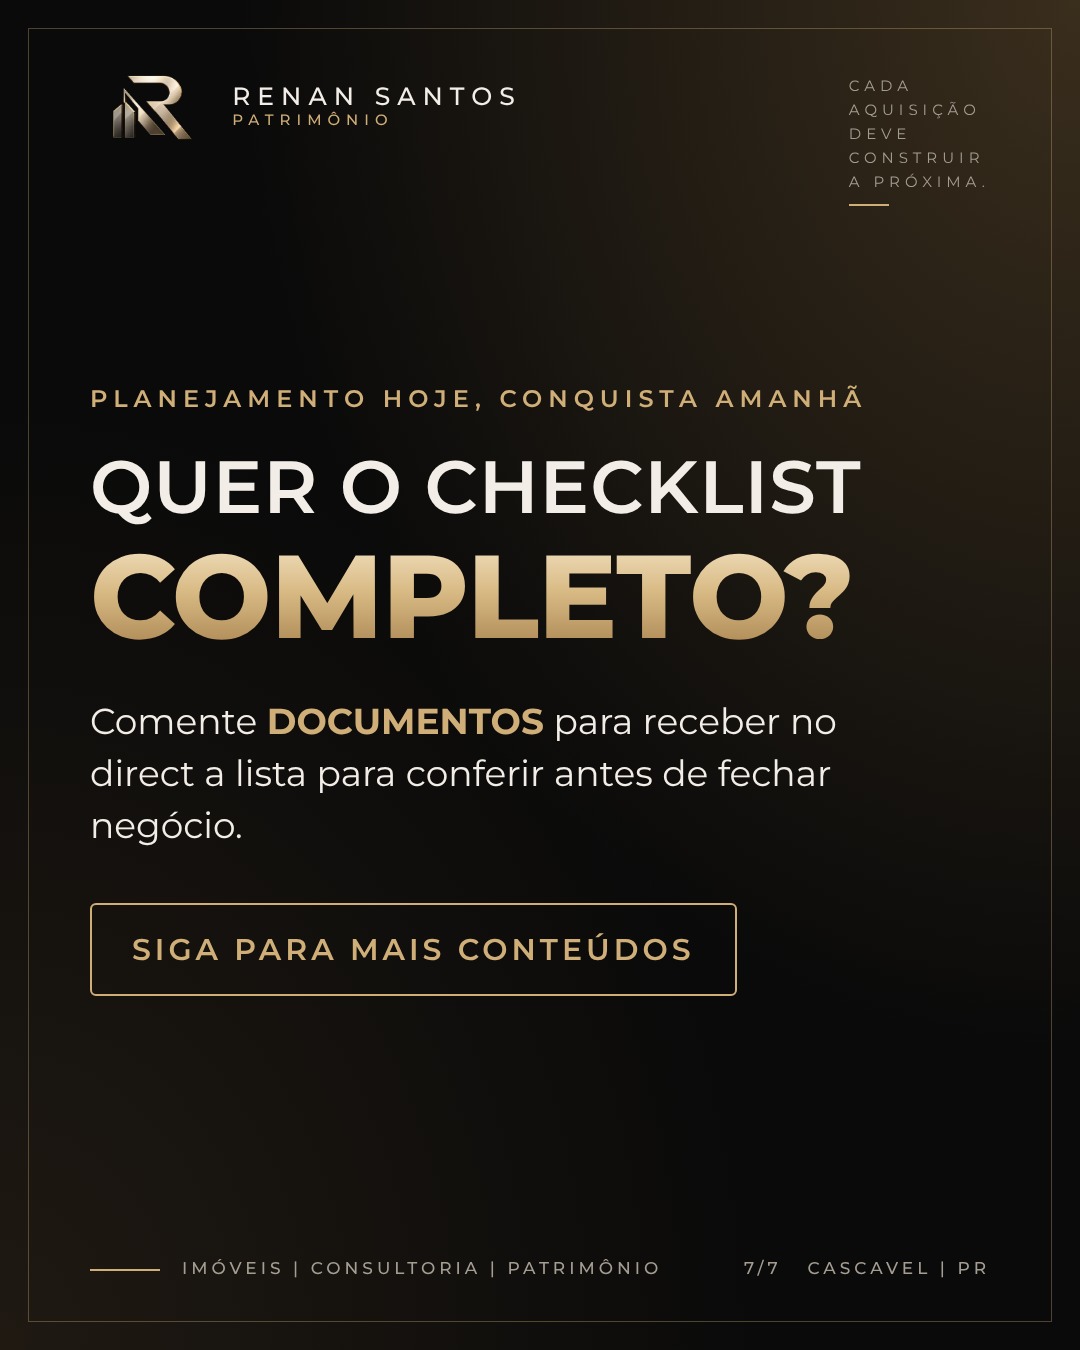 RENAN SANTOS
PATRIMÔNIO
CADA
AQUISIÇÃO
DEVE
CONSTRUIR
A PRÓXIMA.
PLANEJAMENTO HOJE, CONQUISTA AMANHÃ
QUER O CHECKLIST
COMPLETO?
Comente DOCUMENTOS para receber no
direct a lista para conferir antes de fechar
negócio.
SIGA PARA MAIS CONTEÚDOS
IMÓVEIS | CONSULTORIA | PATRIMÔNIO
7/7 CASCAVEL | PR